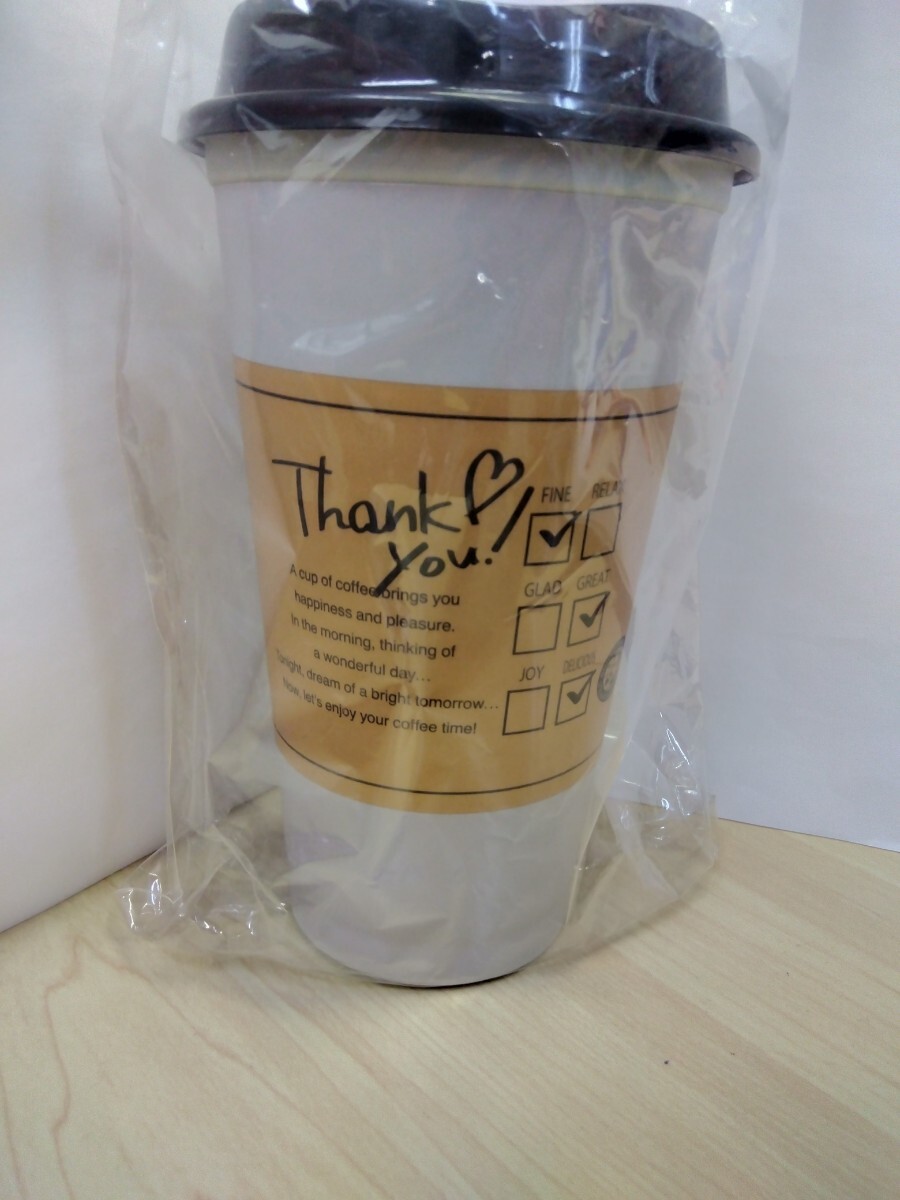 Thank
you!
A cup of coffee brings you
happiness and pleasure.
In the morning, thinking of
a wonderful day...
Tonight, dream of a bright tomorrow...
Now, let's enjoy your coffee time!
FINE RELAX
GLAD GREAT
JOY DELICIOUS